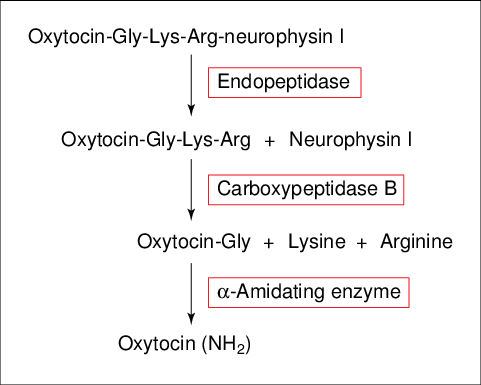 Oxytocin-Gly-Lys-Arg-neurophysin I
Endopeptidase
Oxytocin-Gly-Lys-Arg + Neurophysin I
Carboxypeptidase B
Oxytocin-Gly + Lysine + Arginine
α-Amidating enzyme
Oxytocin (NH₂)